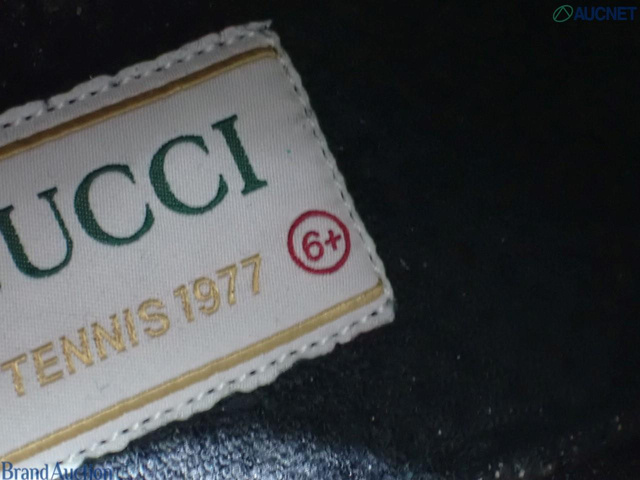 AUCNET
UCCI
6+
TENNIS 1977
Brand Auction